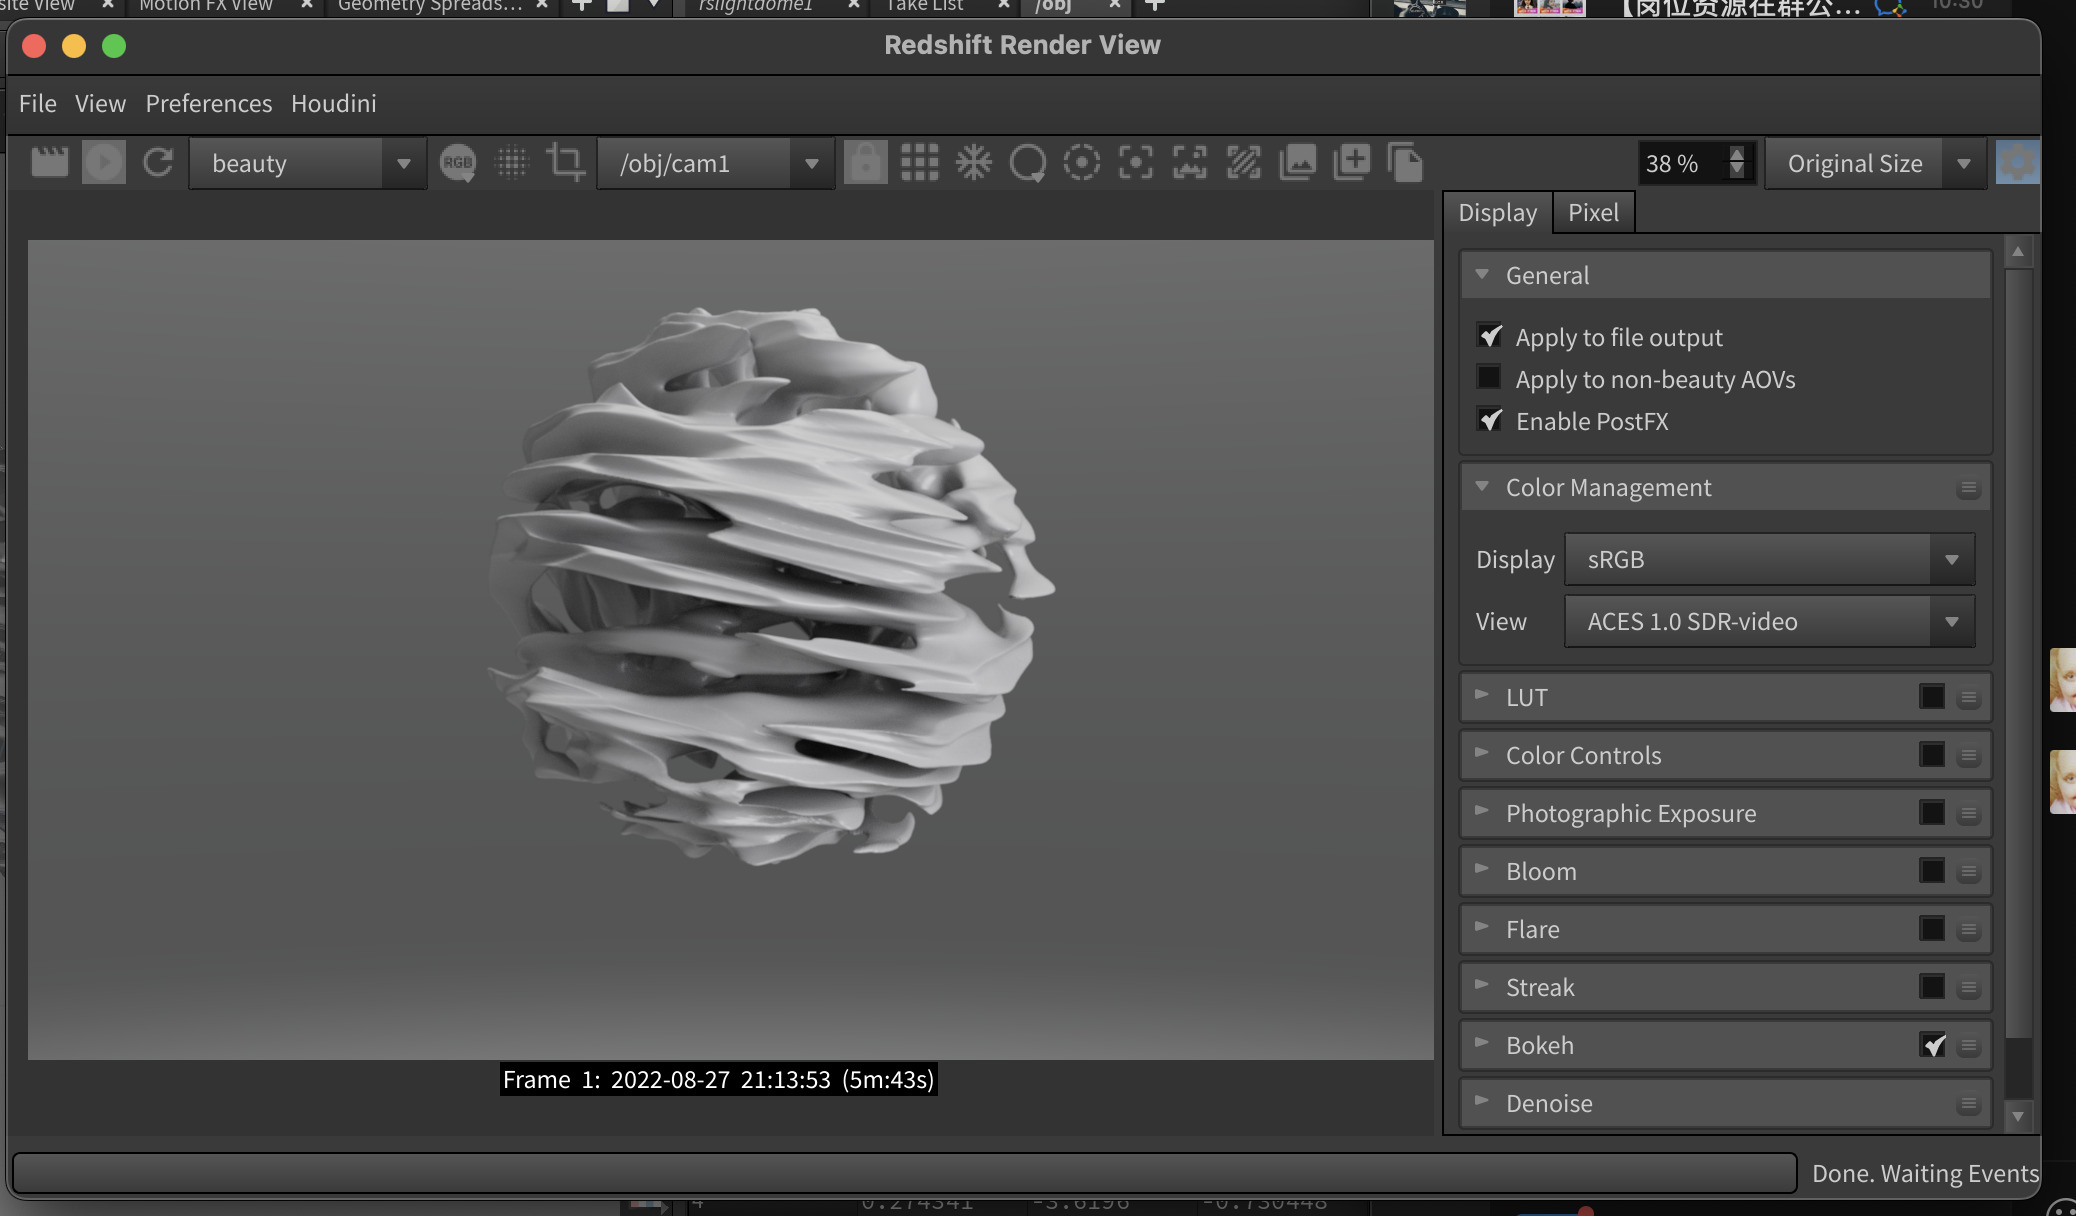 site View
Motion FX View
Geometry Spreads...
rslightdome1
Take List
/obj
【岗位资源在群公...
10:30
Redshift Render View
File View Preferences Houdini
beauty
RGB
/obj/cam1
38 %
Original Size
Display Pixel
General
Apply to file output
Apply to non-beauty AOVs
Enable PostFX
Color Management
Display sRGB
View ACES 1.0 SDR-video
LUT
Color Controls
Photographic Exposure
Bloom
Flare
Streak
Bokeh
Denoise
Frame 1: 2022-08-27 21:13:53 (5m:43s)
Done. Waiting Events
4 0.274341 -3.6196 -0.730448